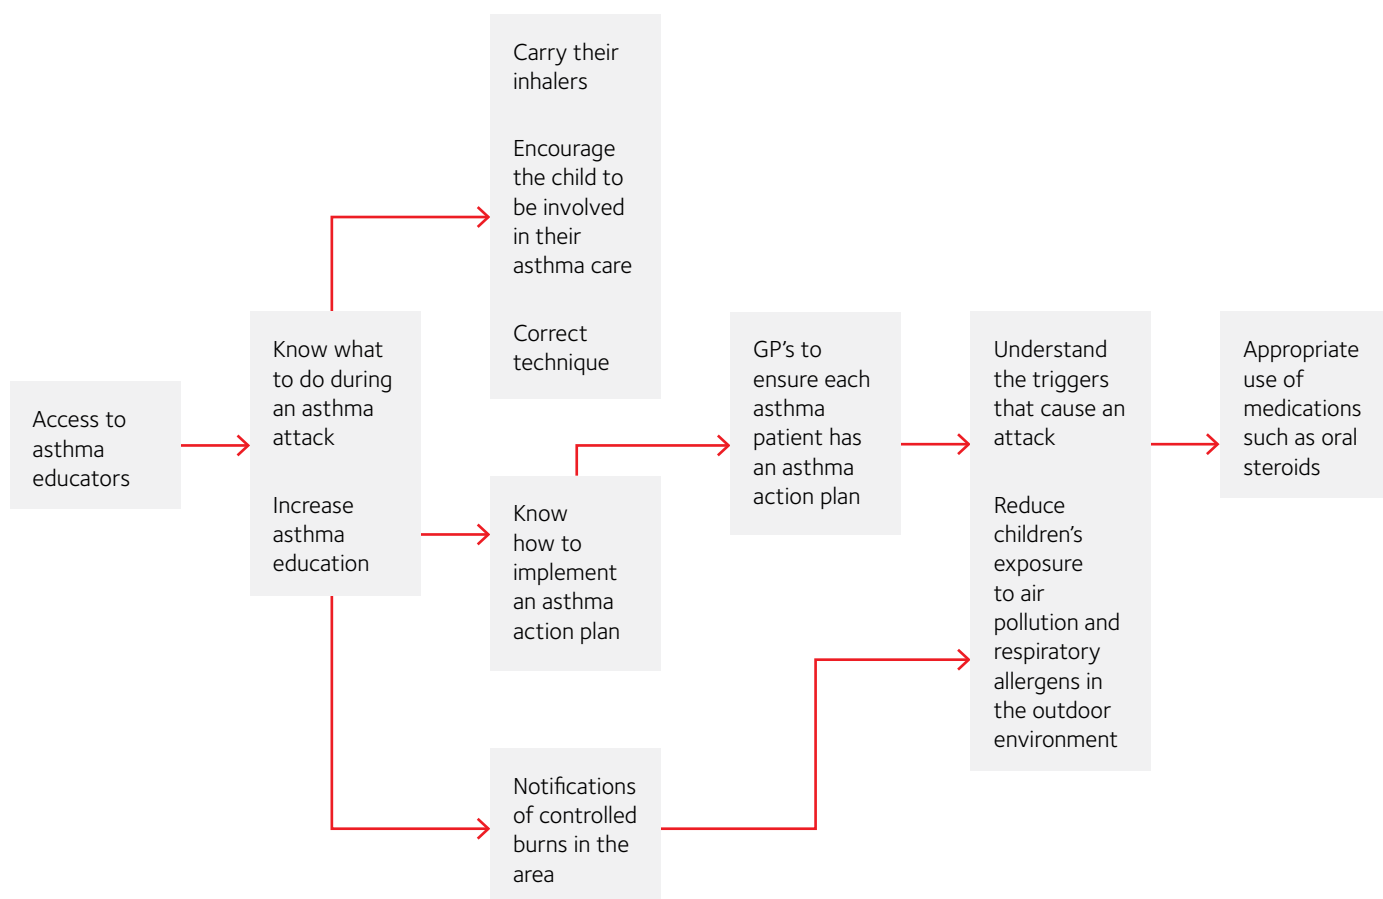 Access to
asthma
educators
Know what
to do during
an asthma
attack
Increase
asthma
education
Carry their
inhalers
Encourage
the child to
be involved
in their
asthma care
Correct
technique
Know
how to
implement
an asthma
action plan
Notifications
of controlled
burns in the
area
GP's to
ensure each
asthma
patient has
an asthma
action plan
Understand
the triggers
that cause an
attack
Reduce
children's
exposure
to air
pollution and
respiratory
allergens in
the outdoor
environment
Appropriate
use of
medications
such as oral
steroids